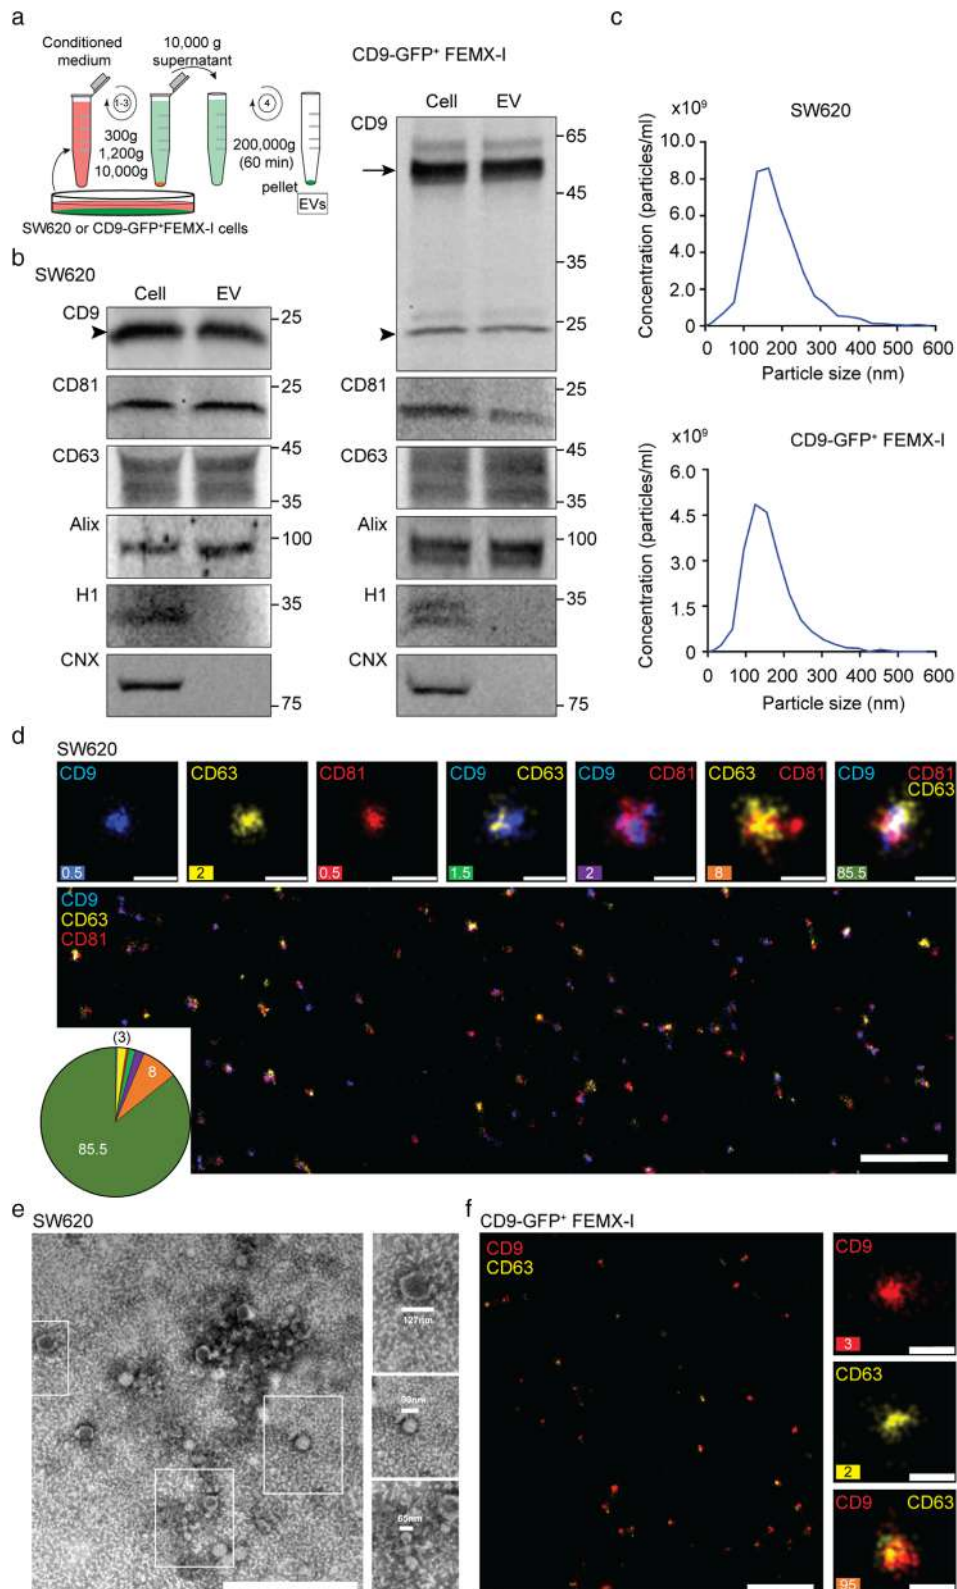 a
Conditioned
medium
10,000 g
supernatant
1-3
4
300g
1,200g
10,000g
200,000g
(60 min)
pellet
EVs
SW620 or CD9-GFP⁺FEMX-I cells
b
SW620
Cell EV
CD9
25
CD81
25
CD63
45
35
Alix
100
H1
35
CNX
75
CD9-GFP⁺ FEMX-I
Cell EV
CD9
65
45
35
25
CD81
25
CD63
45
35
Alix
100
H1
35
CNX
75
c
SW620
x10⁹
Concentration (particles/ml)
10.0
8.0
6.0
4.0
2.0
0
0 100 200 300 400 500 600
Particle size (nm)
CD9-GFP⁺ FEMX-I
x10⁹
Concentration (particles/ml)
6.0
4.5
3.0
1.5
0
0 100 200 300 400 500 600
Particle size (nm)
d
SW620
CD9
0.5
CD63
2
CD81
0.5
CD9 CD63
1.5
CD9 CD81
2
CD63 CD81
8
CD9 CD81
CD63
85.5
CD9
CD63
CD81
(3)
8
85.5
e
SW620
127nm
65nm
f
CD9-GFP⁺ FEMX-I
CD9
CD63
CD9
3
CD63
2
CD9 CD63
95